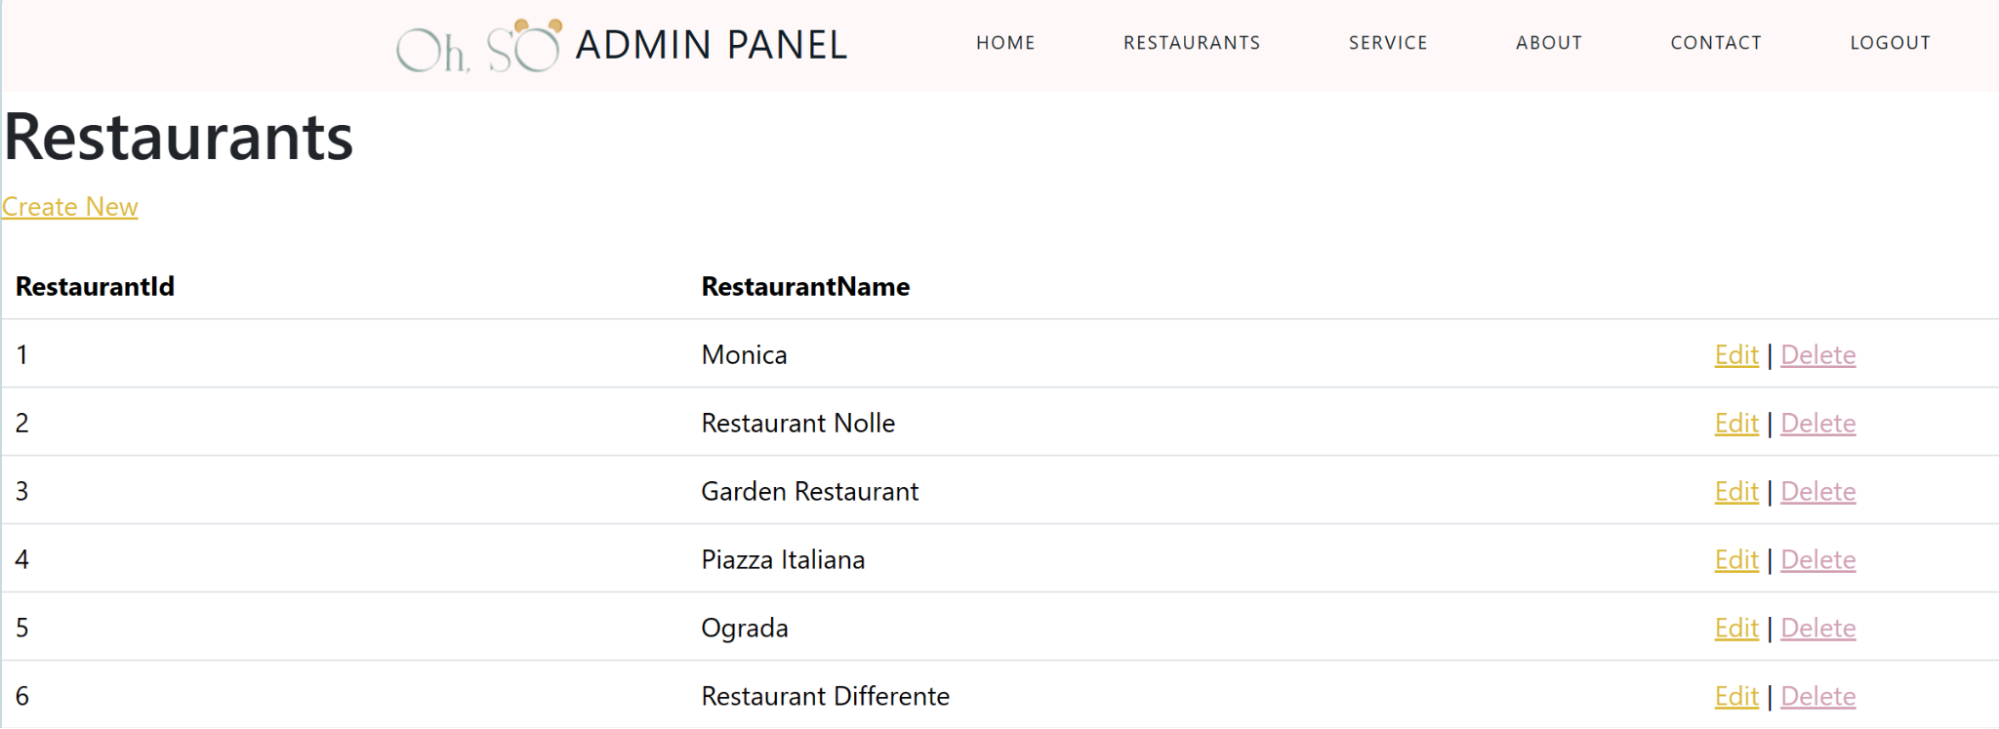 Oh, SO ADMIN PANEL HOME RESTAURANTS SERVICE ABOUT CONTACT LOGOUT
Restaurants
Create New
RestaurantId RestaurantName
1 Monica Edit | Delete
2 Restaurant Nolle Edit | Delete
3 Garden Restaurant Edit | Delete
4 Piazza Italiana Edit | Delete
5 Ograda Edit | Delete
6 Restaurant Differente Edit | Delete